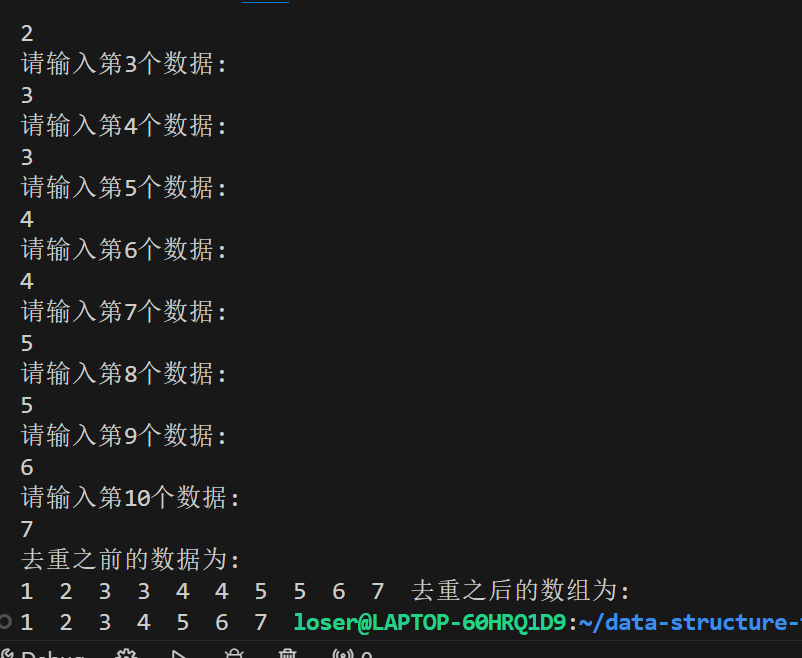 2
请输入第3个数据:
3
请输入第4个数据:
3
请输入第5个数据:
4
请输入第6个数据:
4
请输入第7个数据:
5
请输入第8个数据:
5
请输入第9个数据:
6
请输入第10个数据:
7
去重之前的数据为:
1 2 3 3 4 4 5 5 6 7 去重之后的数组为:
1 2 3 4 5 6 7 loser@LAPTOP-60HRQ1D9:~/data-structure-
Debug 0